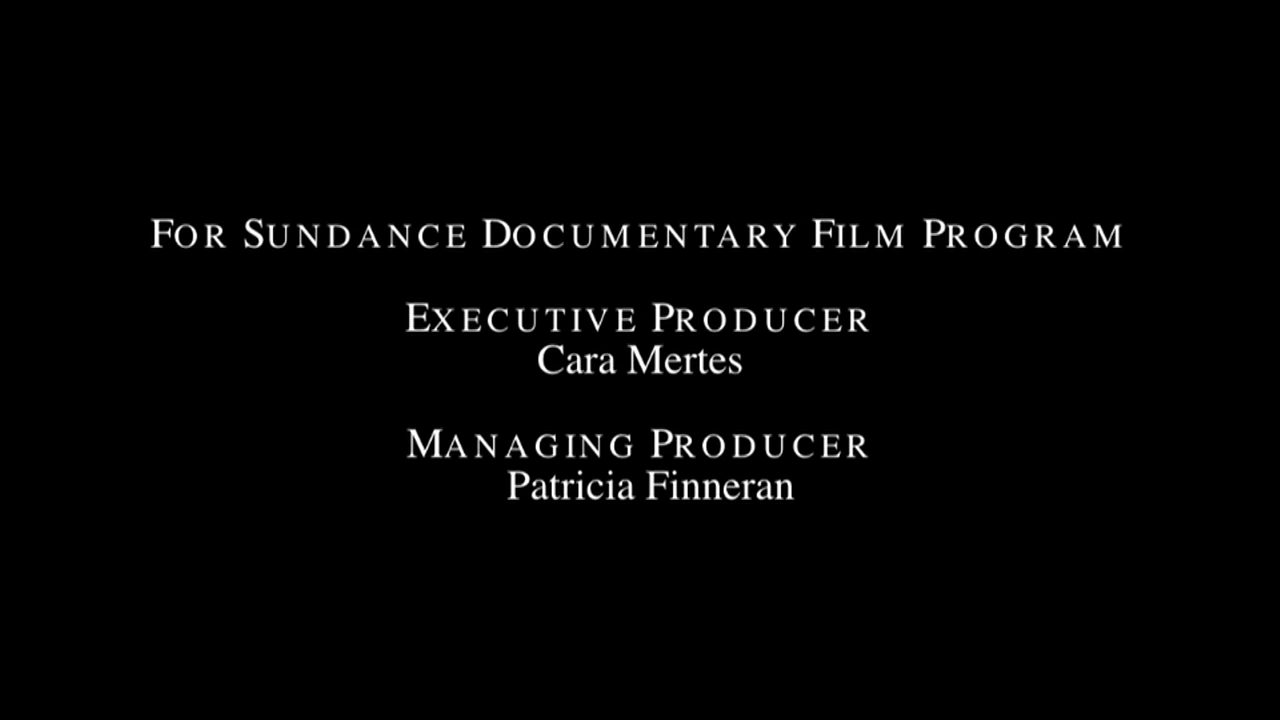 For Sundance Documentary Film Program
Executive Producer
Cara Mertes
Managing Producer
Patricia Finneran